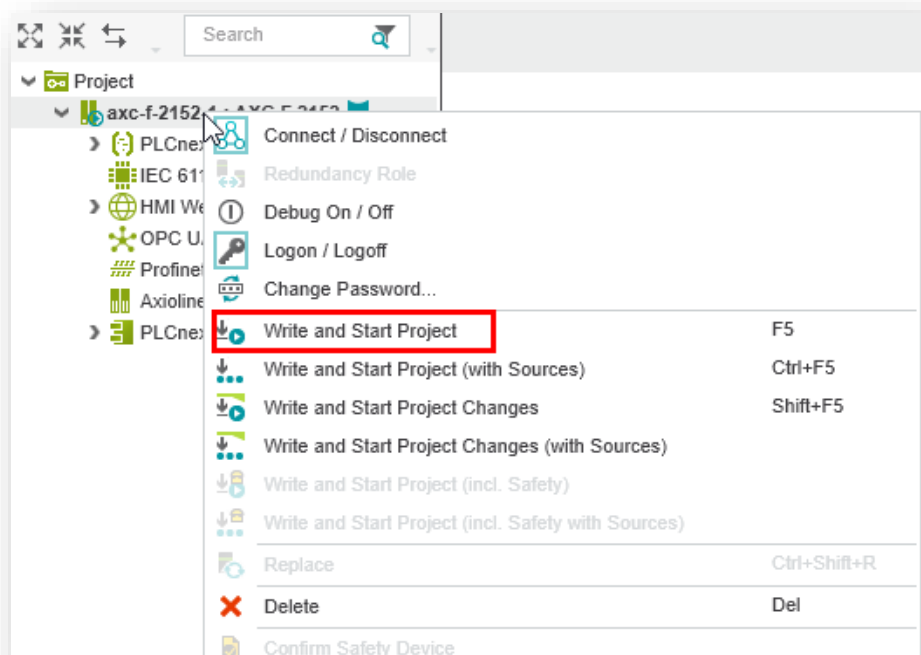 Search
Project
axc-f-2152-1 : AXC F 2152
PLCnex
IEC 611
HMI We
OPC U
Profinet
Axioline
PLCnex
Connect / Disconnect
Redundancy Role
Debug On / Off
Logon / Logoff
Change Password...
Write and Start Project F5
Write and Start Project (with Sources) Ctrl+F5
Write and Start Project Changes Shift+F5
Write and Start Project Changes (with Sources)
Write and Start Project (incl. Safety)
Write and Start Project (incl. Safety with Sources)
Replace Ctrl+Shift+R
Delete Del
Confirm Safety Device